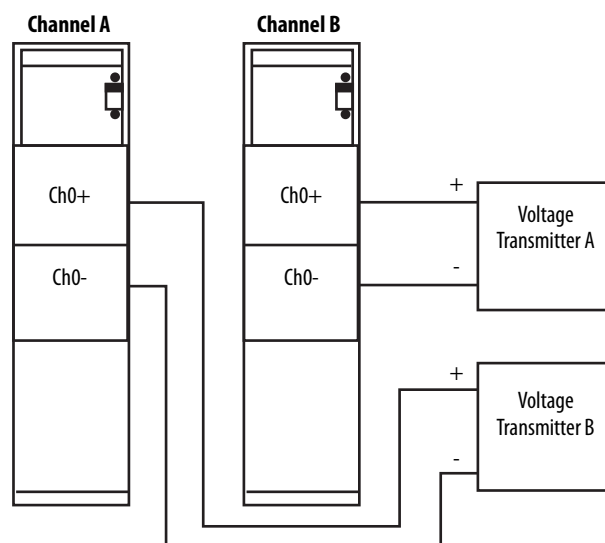 Channel A
Channel B
Ch0+
Ch0+
+
Voltage
Transmitter A
Ch0-
Ch0-
-
+
Voltage
Transmitter B
-